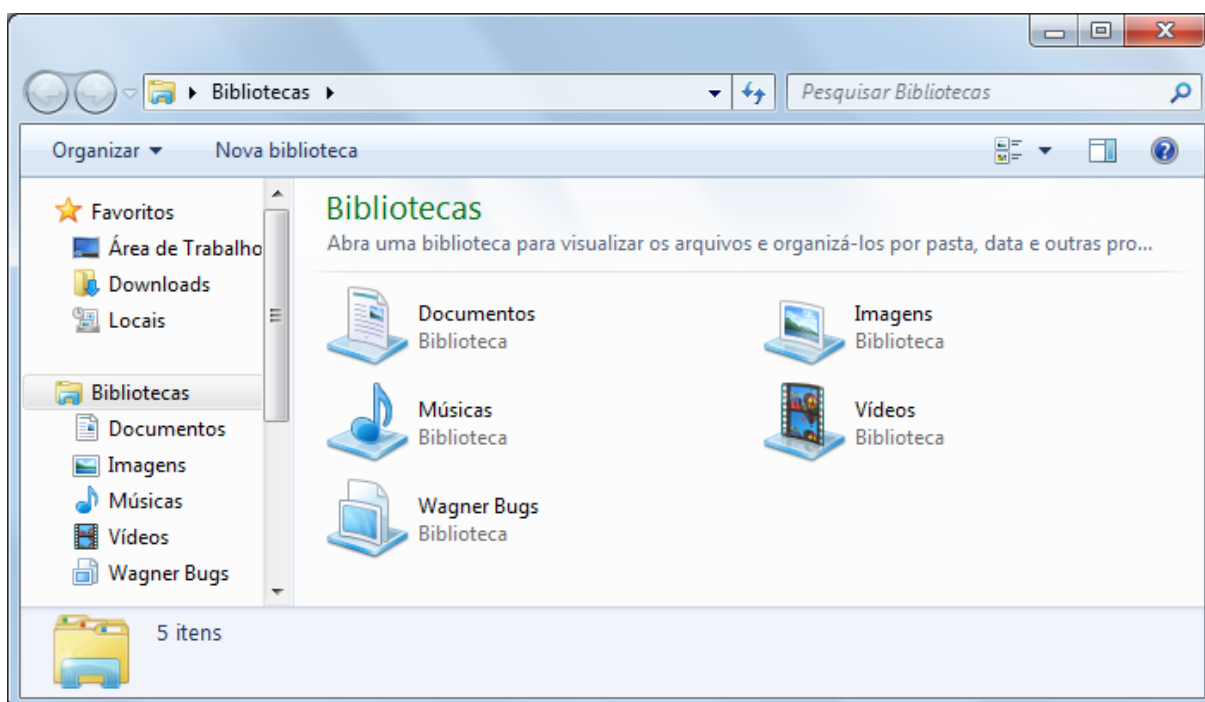 Bibliotecas
Pesquisar Bibliotecas
Organizar
Nova biblioteca
Favoritos
Área de Trabalho
Downloads
Locais
Bibliotecas
Documentos
Imagens
Músicas
Vídeos
Wagner Bugs
Bibliotecas
Abra uma biblioteca para visualizar os arquivos e organizá-los por pasta, data e outras pro...
Documentos
Biblioteca
Imagens
Biblioteca
Músicas
Biblioteca
Vídeos
Biblioteca
Wagner Bugs
Biblioteca
5 itens